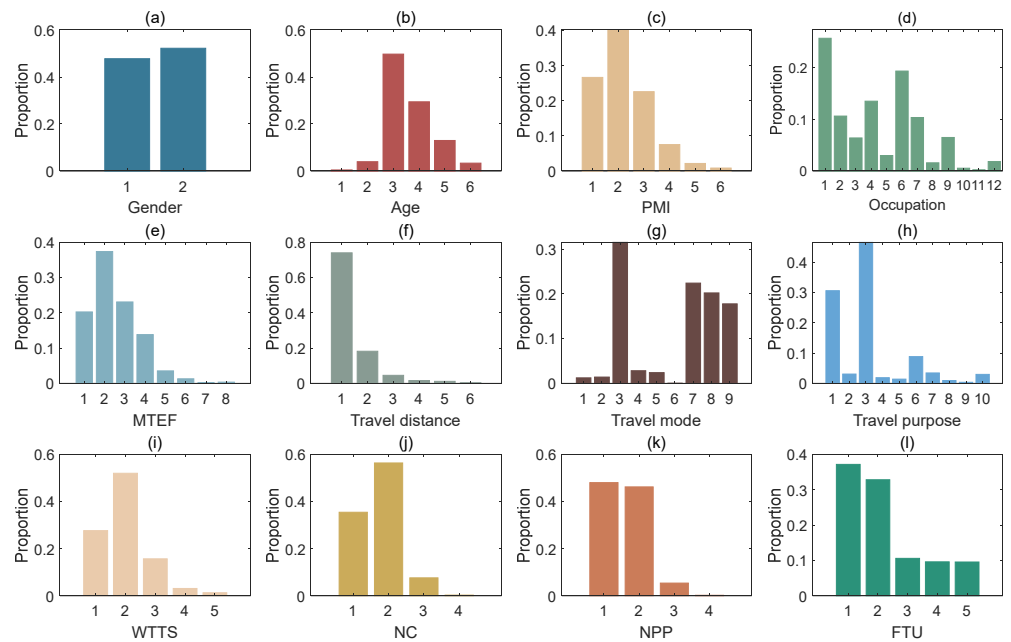 (a) (b) (c) (d)
0.6 0.4 0.2 0 Proportion 1 2 Gender
0.6 0.4 0.2 0 Proportion 1 2 3 4 5 6 Age
0.4 0.3 0.2 0.1 0 Proportion 1 2 3 4 5 6 PMI
0.2 0.1 0 Proportion 1 2 3 4 5 6 7 8 9 10 11 12 Occupation
(e) (f) (g) (h)
0.4 0.3 0.2 0.1 0 Proportion 1 2 3 4 5 6 7 8 MTEF
0.8 0.6 0.4 0.2 0 Proportion 1 2 3 4 5 6 Travel distance
0.3 0.2 0.1 0 Proportion 1 2 3 4 5 6 7 8 9 Travel mode
0.4 0.3 0.2 0.1 0 Proportion 1 2 3 4 5 6 7 8 9 10 Travel purpose
(i) (j) (k) (l)
0.6 0.4 0.2 0 Proportion 1 2 3 4 5 WTTS
0.6 0.4 0.2 0 Proportion 1 2 3 4 NC
0.6 0.4 0.2 0 Proportion 1 2 3 4 NPP
0.4 0.3 0.2 0.1 0 Proportion 1 2 3 4 5 FTU